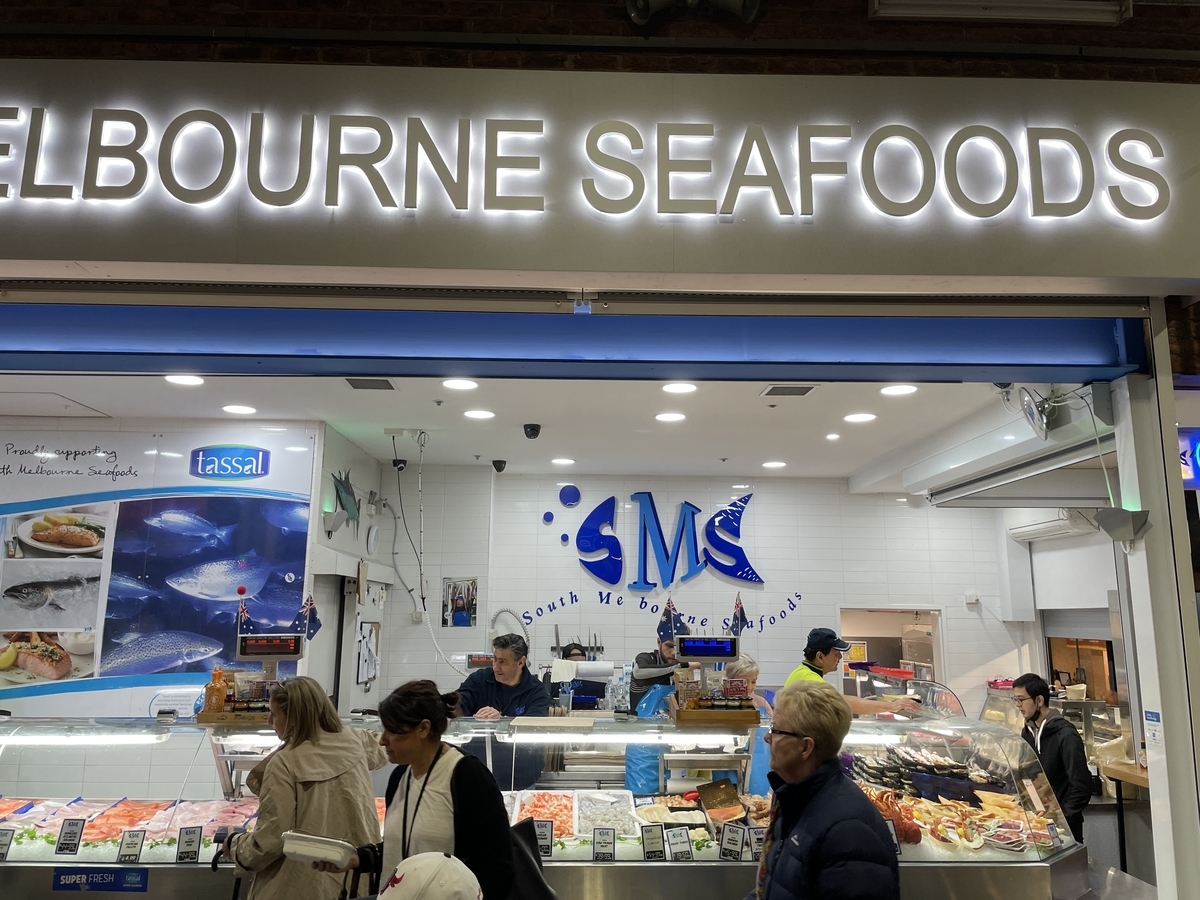 ELBOURNE SEAFOODS
Proudly supporting
th Melbourne Seafoods
tassal
SMS
South Melbourne Seafoods
SUPER FRESH